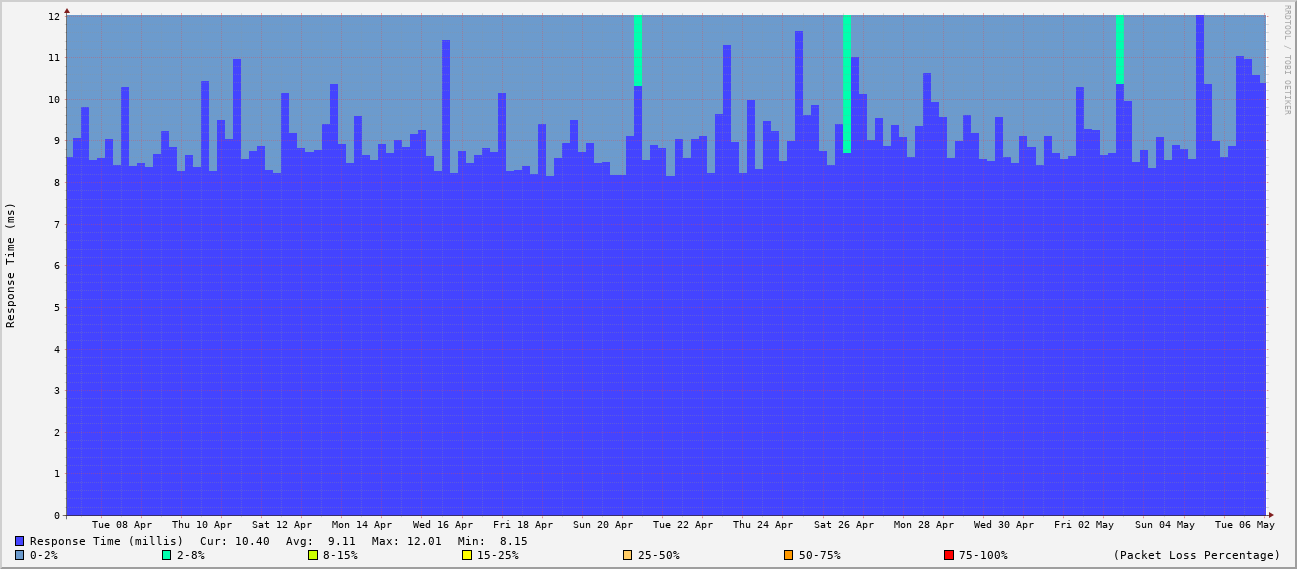 RRDTOOL / TOBI OETIKER
Response Time (ms)
12
11
10
9
8
7
6
5
4
3
2
1
0
Tue 08 Apr Thu 10 Apr Sat 12 Apr Mon 14 Apr Wed 16 Apr Fri 18 Apr Sun 20 Apr Tue 22 Apr Thu 24 Apr Sat 26 Apr Mon 28 Apr Wed 30 Apr Fri 02 May Sun 04 May Tue 06 May
Response Time (millis) Cur: 10.40 Avg: 9.11 Max: 12.01 Min: 8.15
0-2% 2-8% 8-15% 15-25% 25-50% 50-75% 75-100% (Packet Loss Percentage)